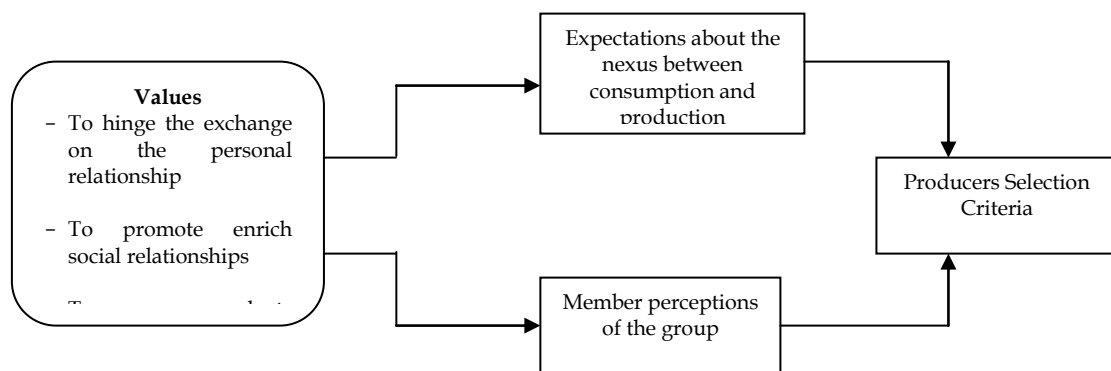 Values
- To hinge the exchange
on the personal
relationship
- To promote enrich
social relationships
Expectations about the
nexus between
consumption and
production
Member perceptions
of the group
Producers Selection
Criteria